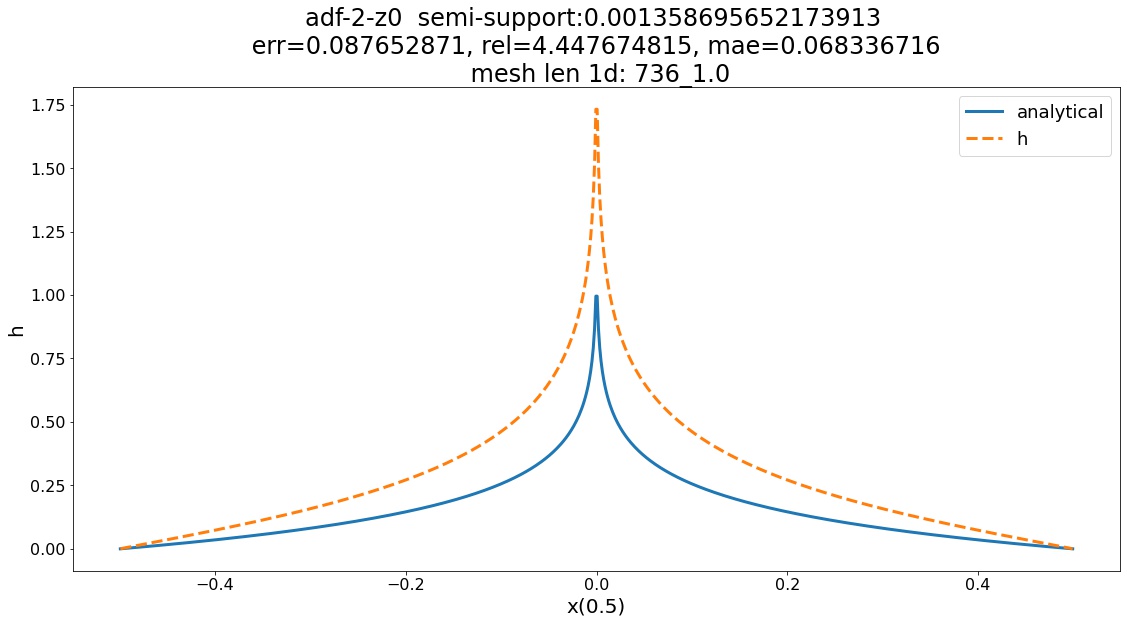 adf-2-z0  semi-support:0.001358695652173913
err=0.087652871, rel=4.447674815, mae=0.068336716
mesh len 1d: 736_1.0
analytical
h
1.75
1.50
1.25
1.00
0.75
0.50
0.25
0.00
h
−0.4
−0.2
0.0
0.2
0.4
x(0.5)